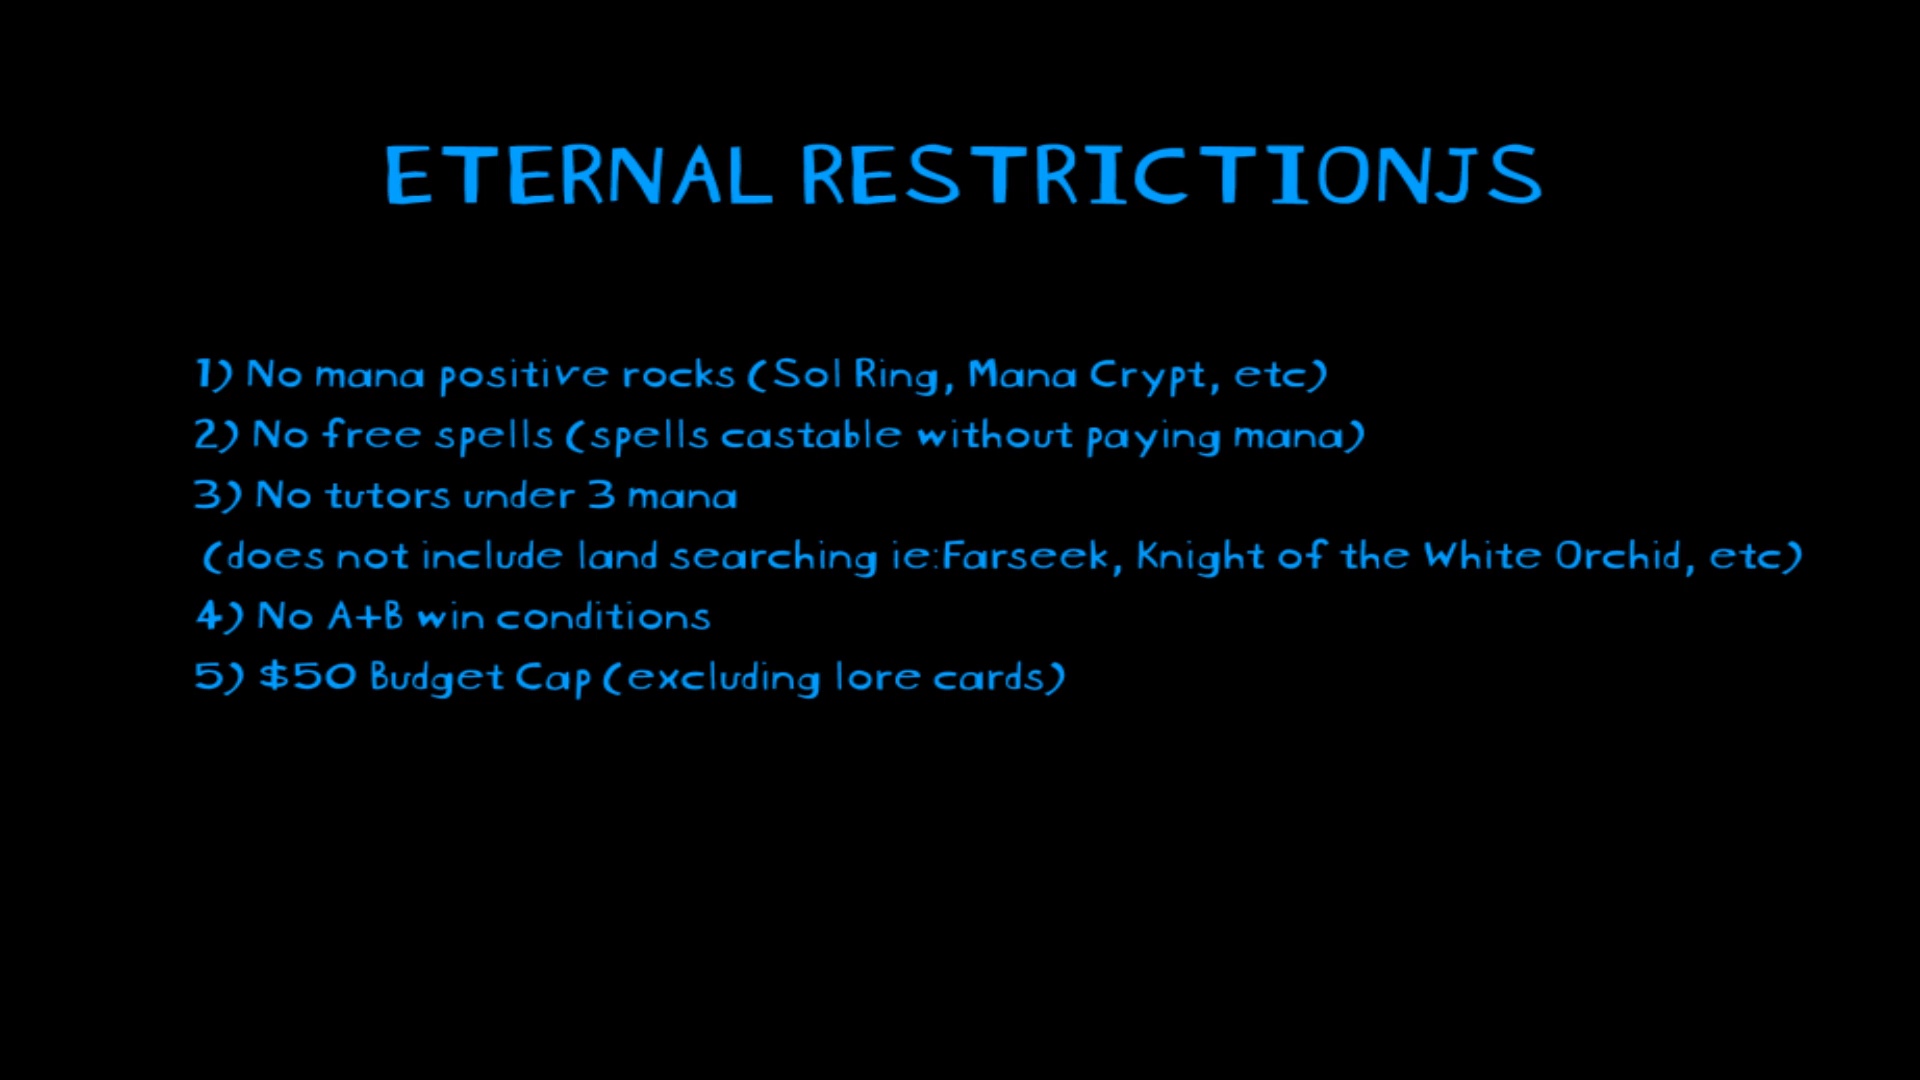 ETERNAL RESTRICTIONJS
1) No mana positive rocks (Sol Ring, Mana Crypt, etc)
2) No free spells (spells castable without paying mana)
3) No tutors under 3 mana
(does not include land searching ie:Farseek, Knight of the White Orchid, etc)
4) No A+B win conditions
5) $50 Budget Cap (excluding lore cards)